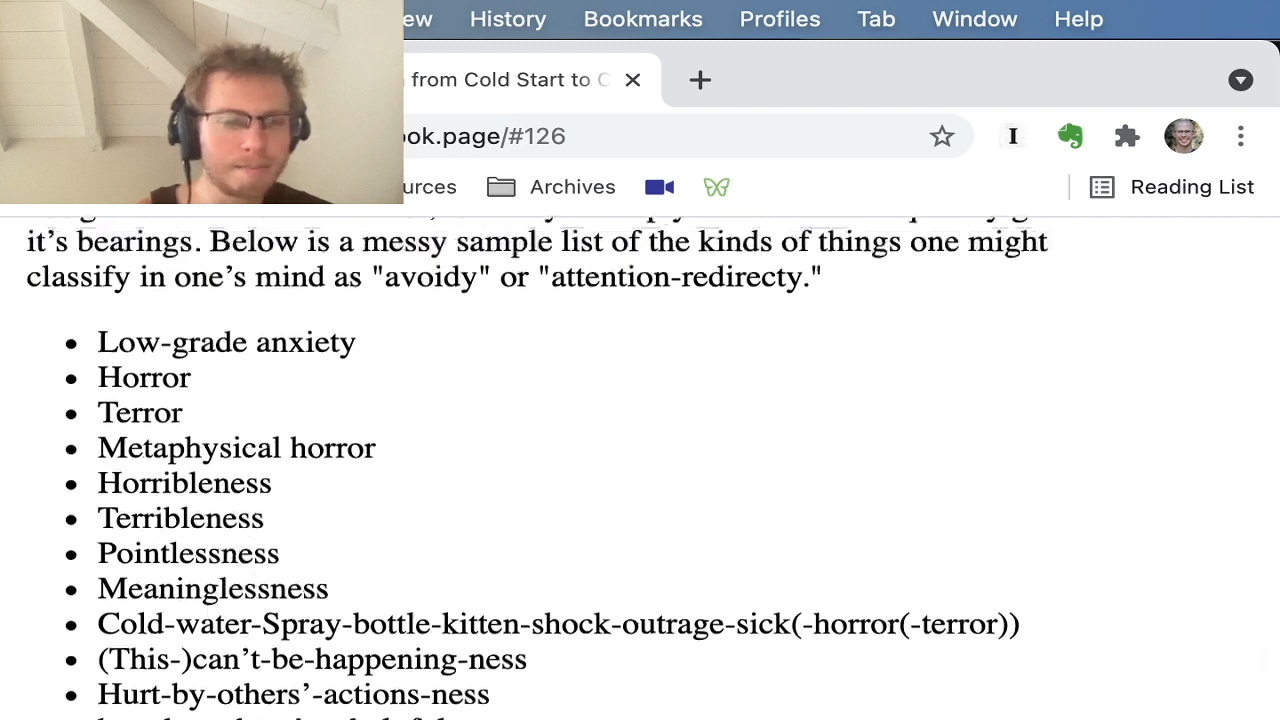 History Bookmarks Profiles Tab Window Help
from Cold Start to
ok.page/#126
Archives
Reading List
it's bearings. Below is a messy sample list of the kinds of things one might
classify in one’s mind as "avoidy" or "attention-redirecty."
• Low-grade anxiety
• Horror
• Terror
• Metaphysical horror
• Horribleness
• Terribleness
• Pointlessness
• Meaninglessness
• Cold-water-Spray-bottle-kitten-shock-outrage-sick(-horror(-terror))
• (This-)can’t-be-happening-ness
• Hurt-by-others’-actions-ness